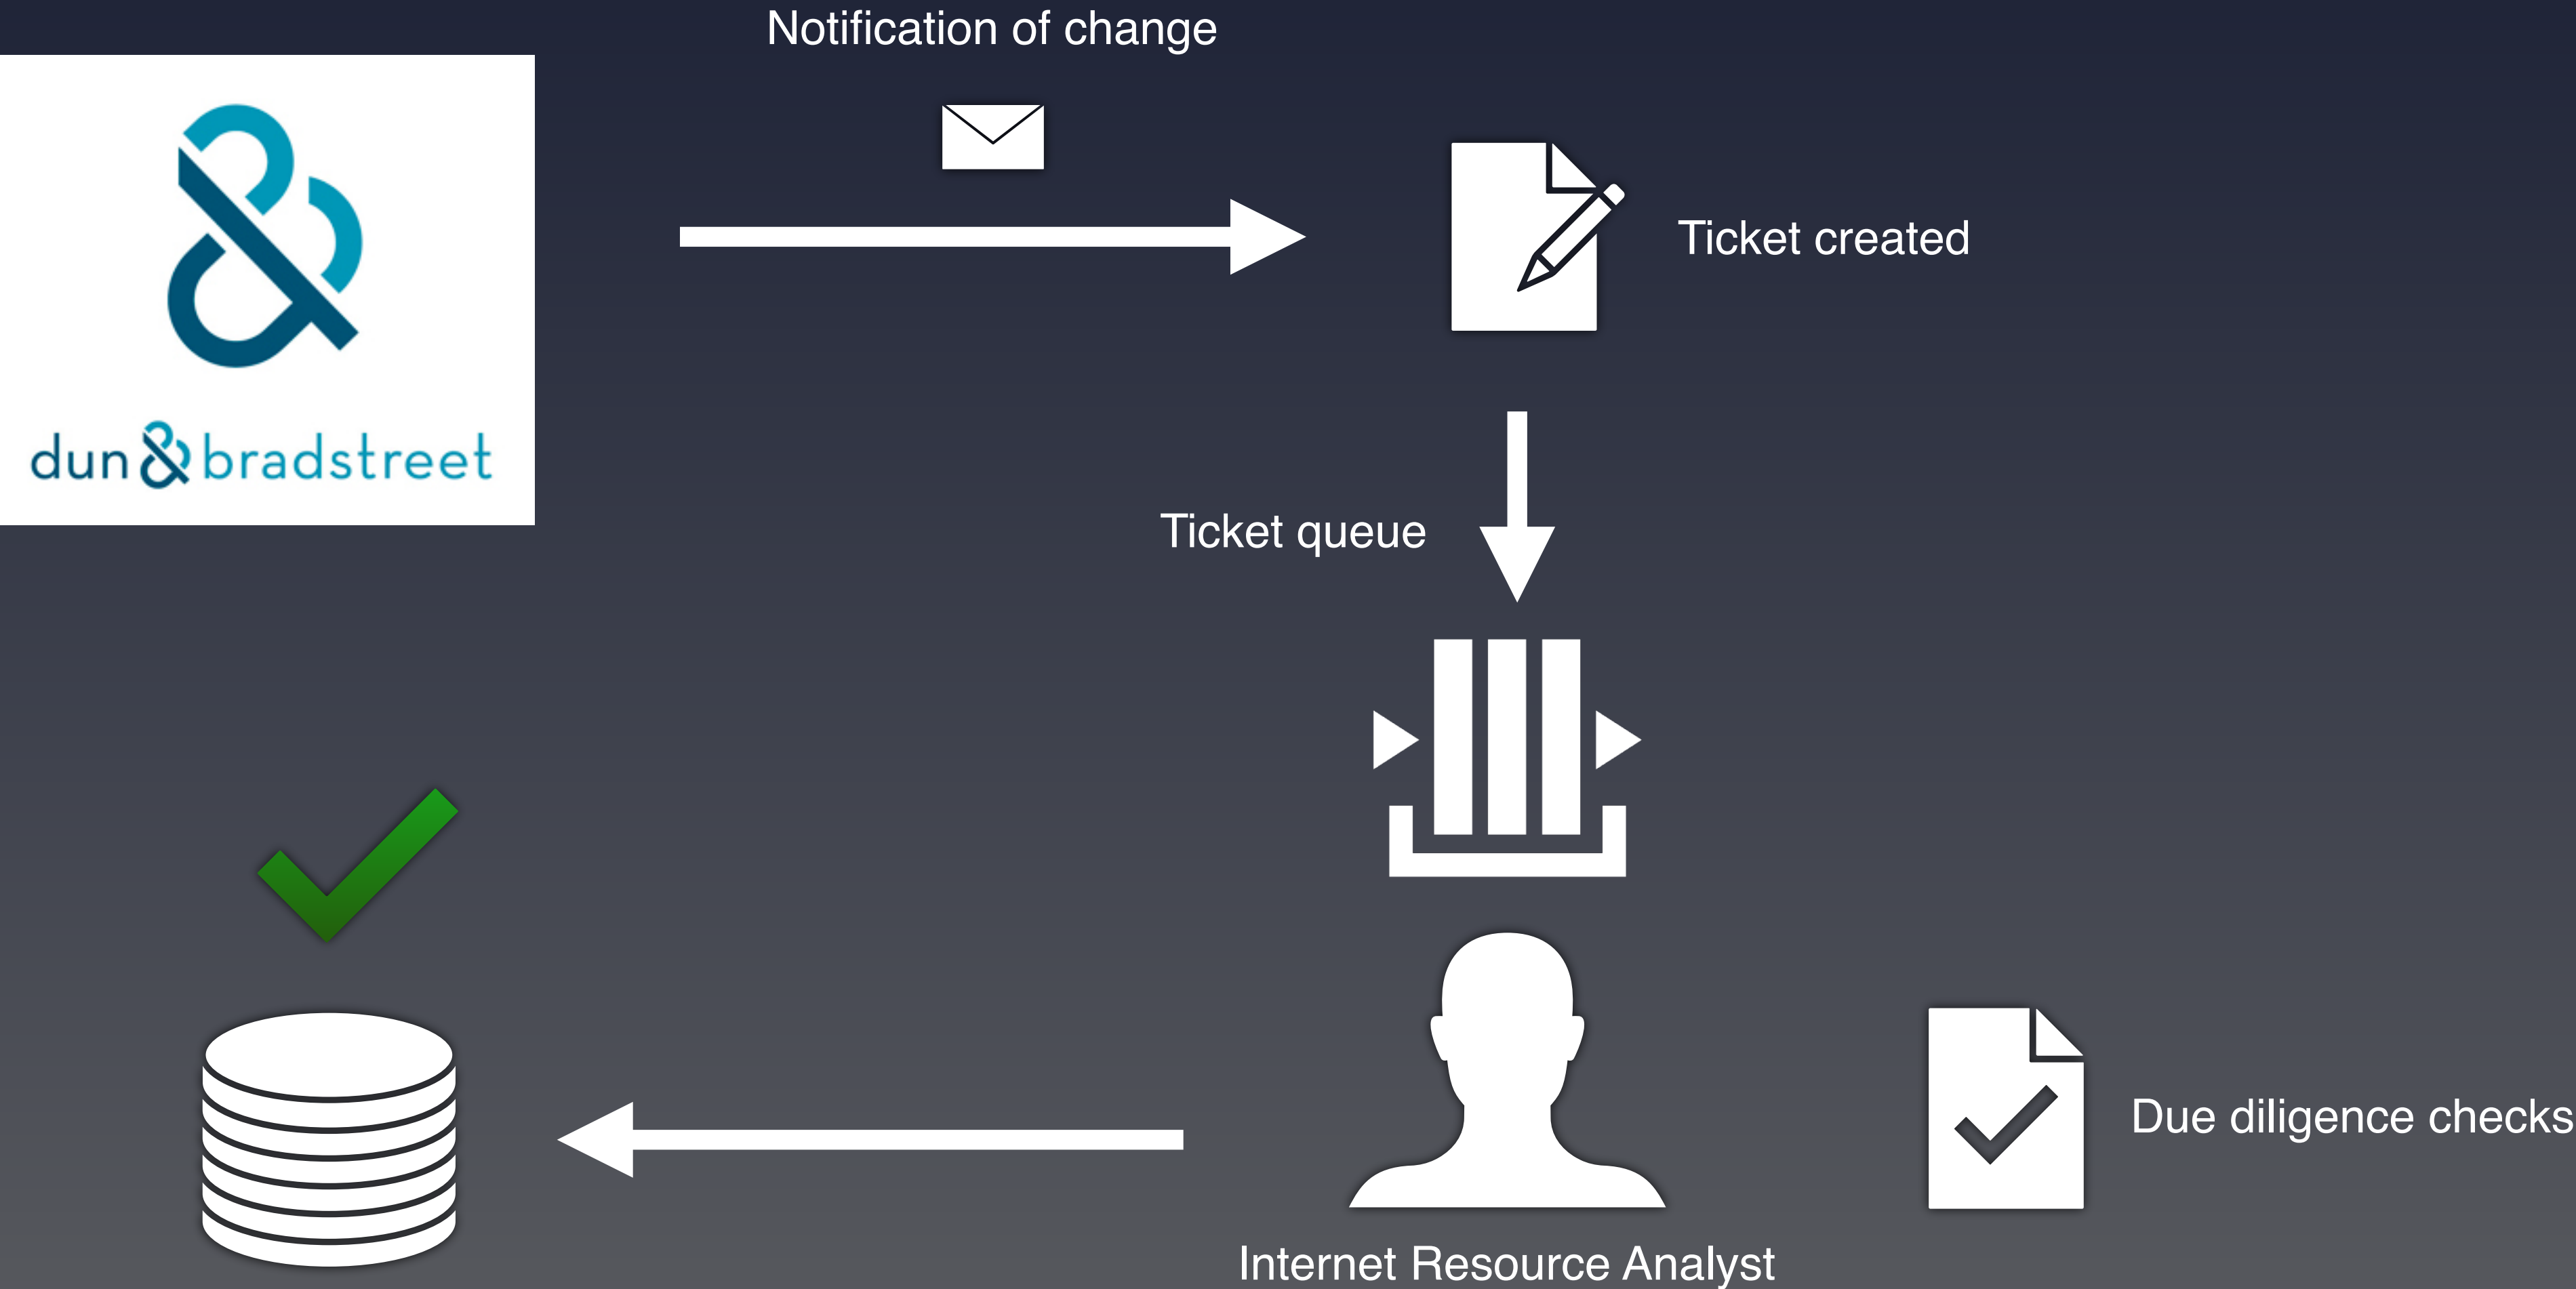 Notification of change
dun & bradstreet
Ticket created
Ticket queue
Due diligence checks
Internet Resource Analyst